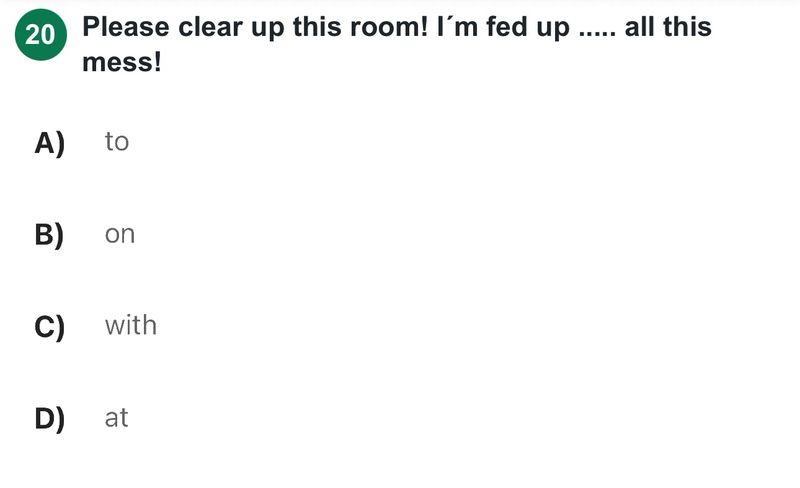 20 Please clear up this room! I´m fed up ..... all this
mess!
A) to
B) on
C) with
D) at